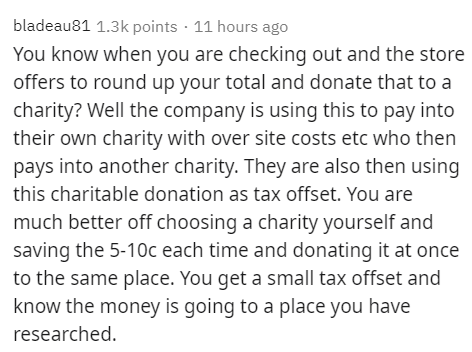 bladeau81 1.3k points · 11 hours ago
You know when you are checking out and the store
offers to round up your total and donate that to a
charity? Well the company is using this to pay into
their own charity with over site costs etc who then
pays into another charity. They are also then using
this charitable donation as tax offset. You are
much better off choosing a charity yourself and
saving the 5-10c each time and donating it at once
to the same place. You get a small tax offset and
know the money is going to a place you have
researched.